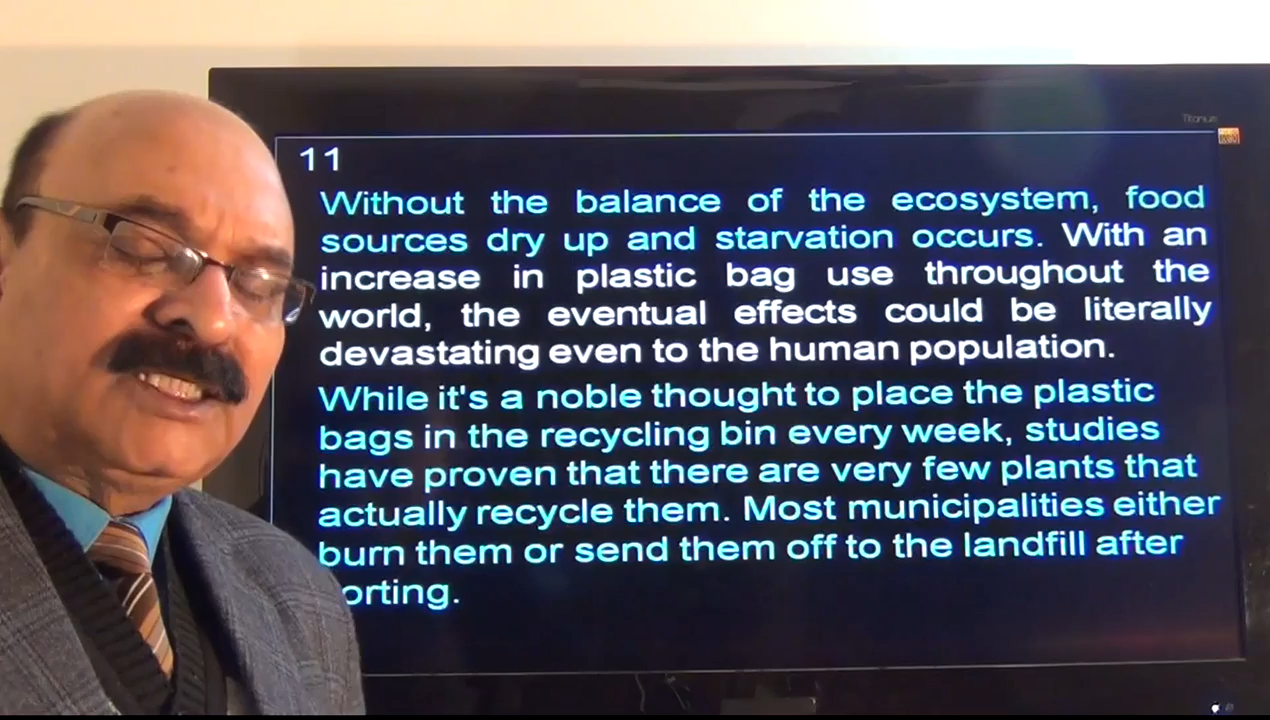 Titanium
11
Without the balance of the ecosystem, food
sources dry up and starvation occurs. With an
increase in plastic bag use throughout the
world, the eventual effects could be literally
devastating even to the human population.
While it's a noble thought to place the plastic
bags in the recycling bin every week, studies
have proven that there are very few plants that
actually recycle them. Most municipalities either
burn them or send them off to the landfill after
orting.